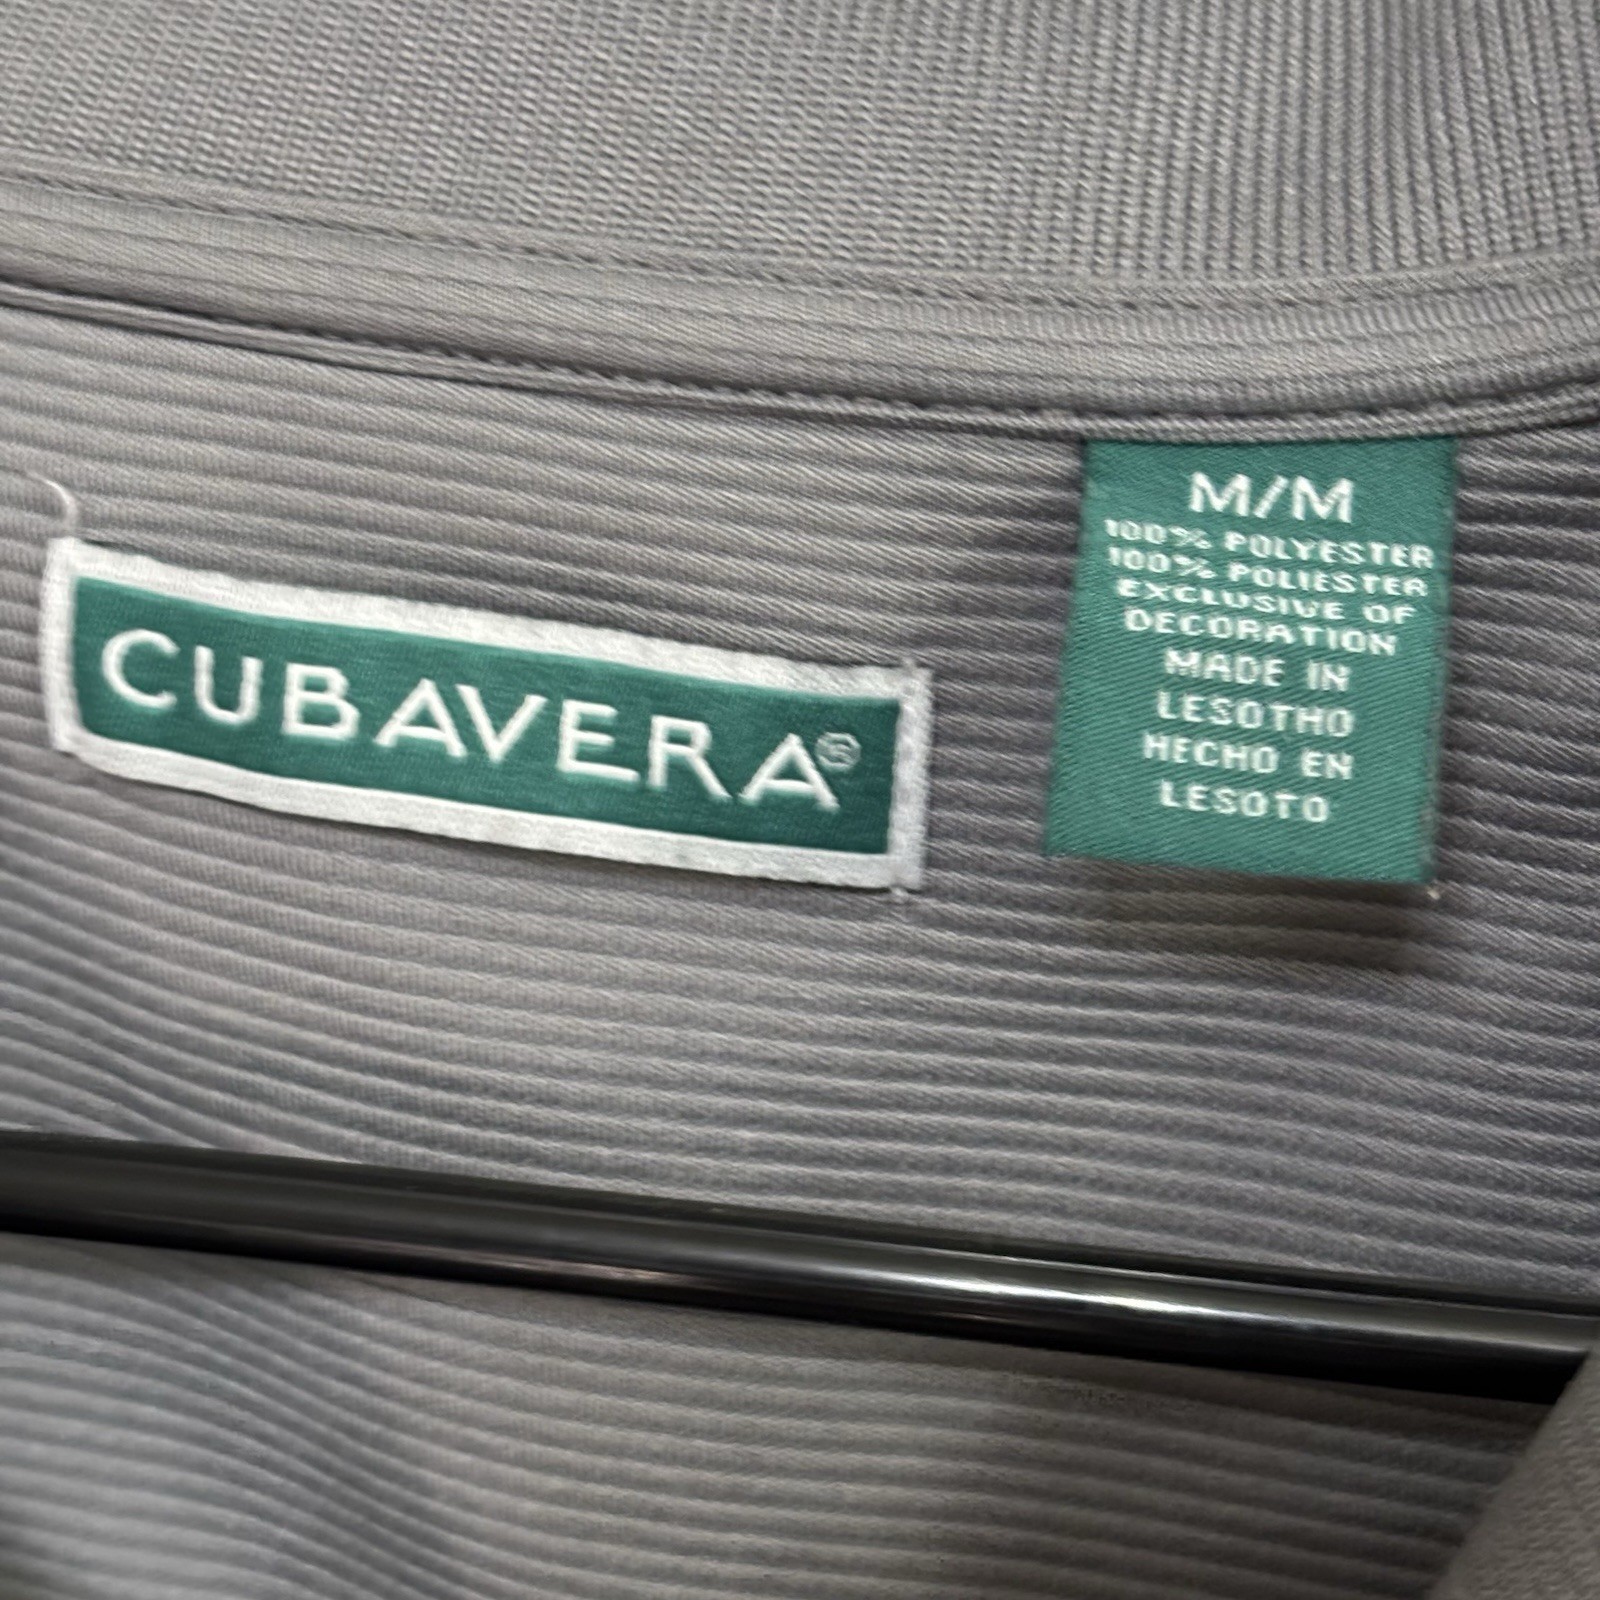 CUBAVERA®
M/M
100% POLYESTER
100% POLIESTER
EXCLUSIVE OF
DECORATION
MADE IN
LESOTHO
HECHO EN
LESOTO